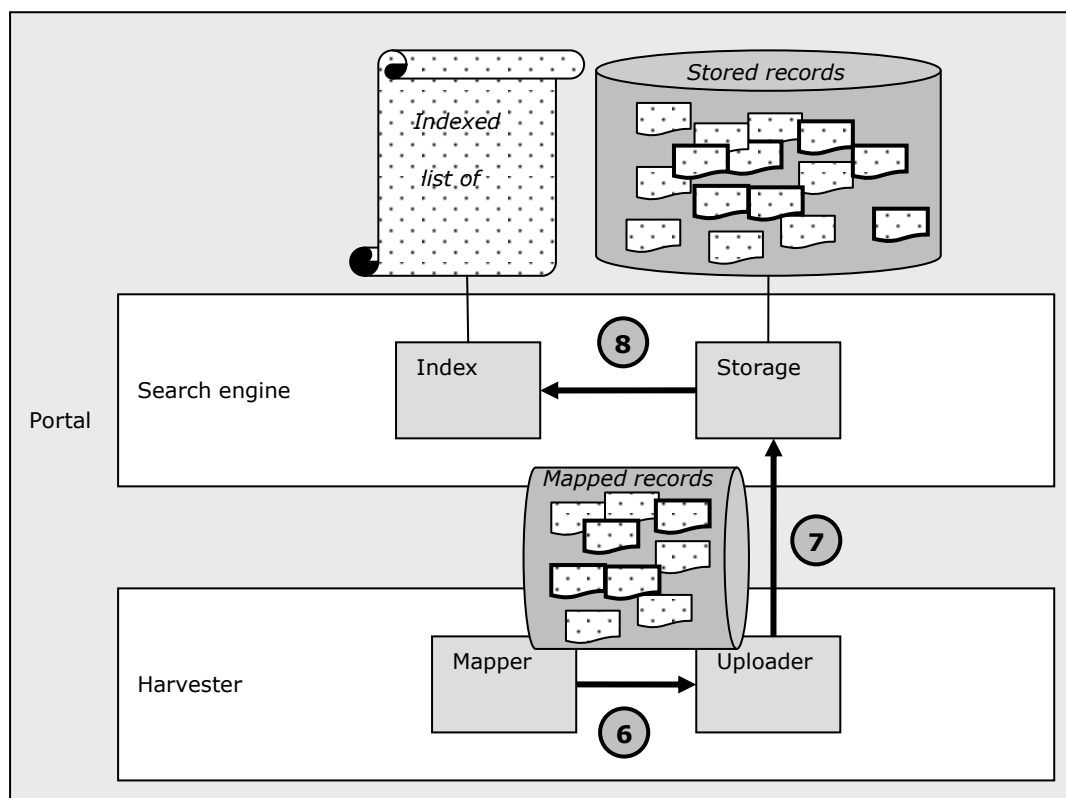 Stored records
Indexed
list of
8
Index
Storage
Search engine
Portal
Mapped records
7
Mapper
Uploader
Harvester
6